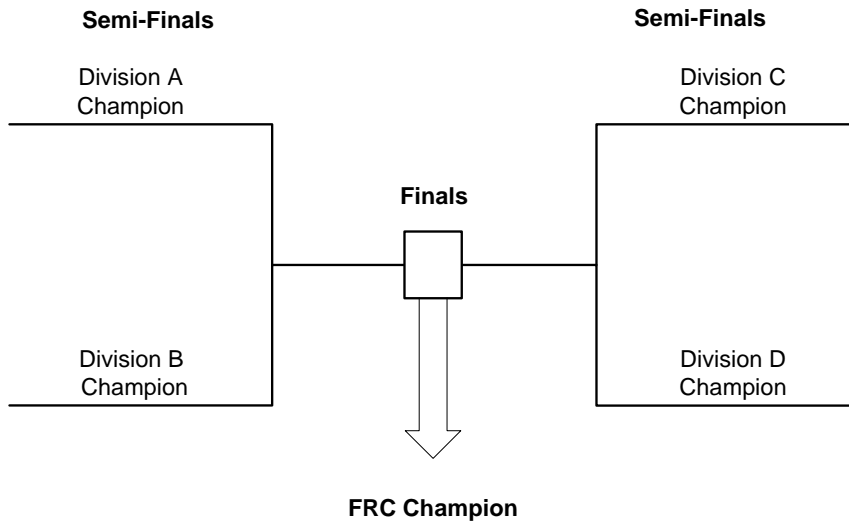 Semi-Finals
Semi-Finals
Division A
Champion
Division C
Champion
Finals
Division B
Champion
Division D
Champion
FRC Champion